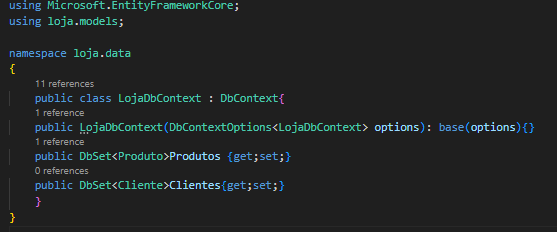 using Microsoft.EntityFrameworkCore;
using loja.models;
namespace loja.data
{
11 references
public class LojaDbContext : DbContext{
1 reference
public LojaDbContext(DbContextOptions<LojaDbContext> options): base(options){}
1 reference
public DbSet<Produto>Produtos {get;set;}
0 references
public DbSet<Cliente>Clientes{get;set;}
}
}